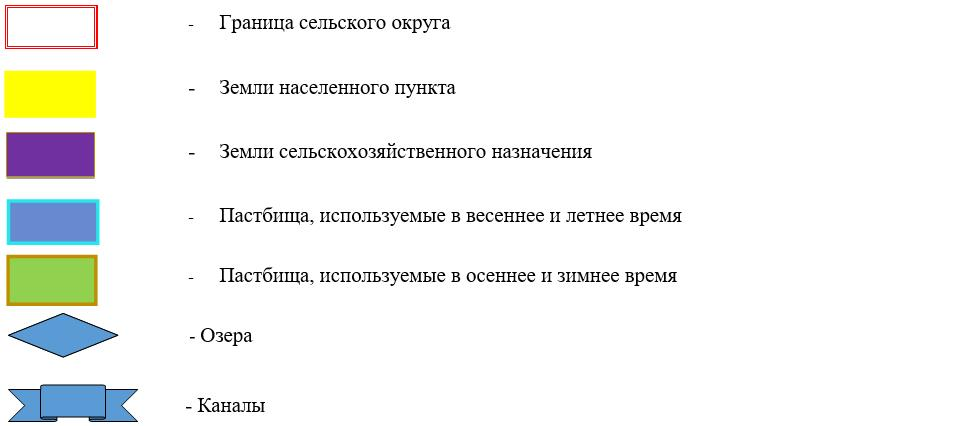 - Граница сельского округа
- Земли населенного пункта
- Земли сельскохозяйственного назначения
- Пастбища, используемые в весеннее и летнее время
- Пастбища, используемые в осеннее и зимнее время
- Озера
- Каналы